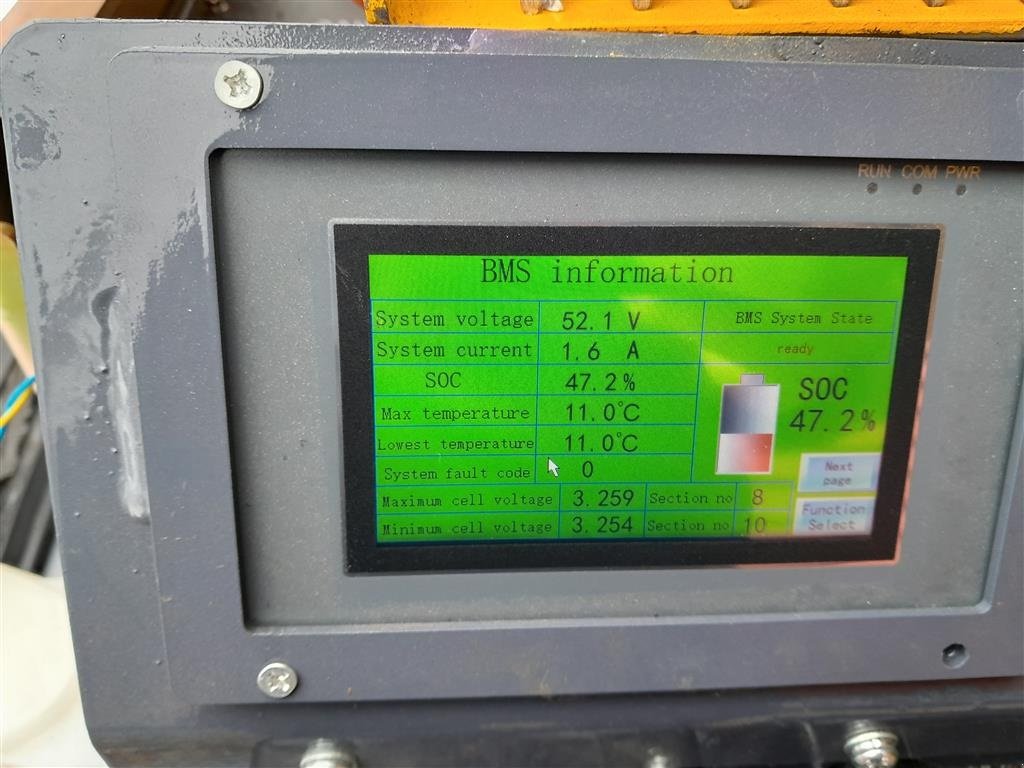 RUN COM PWR
BMS information
System voltage 52.1 V BMS System State
System current 1.6 A ready
SOC 47.2% SOC
Max temperature 11.0℃ 47.2%
Lowest temperature 11.0℃
System fault code 0 Next page
Maximum cell voltage 3.259 Section no 8 Function
Minimum cell voltage 3.254 Section no 10 Select